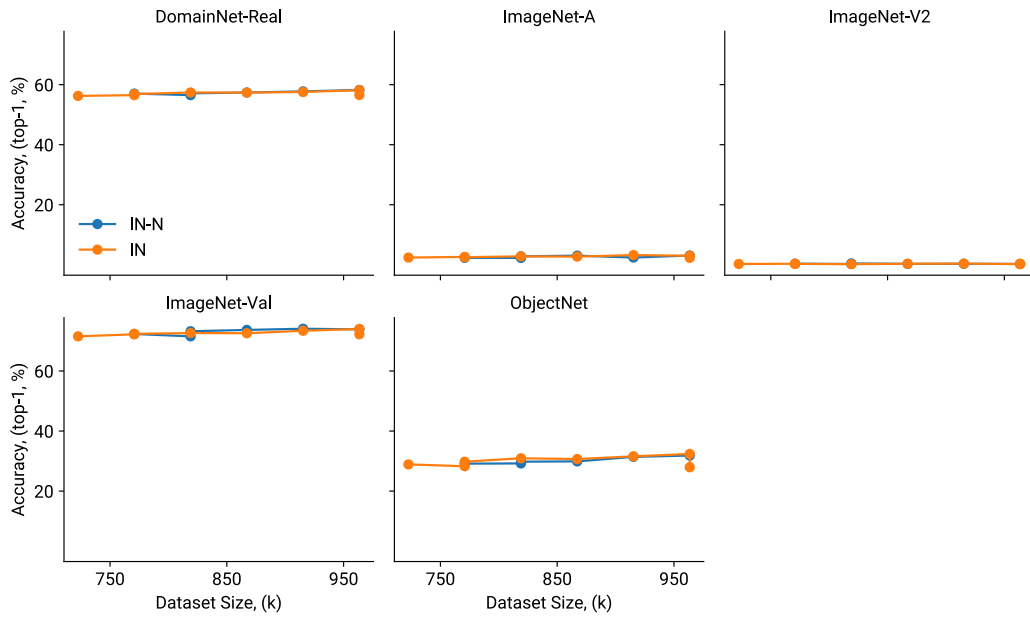 DomainNet-Real
ImageNet-A
ImageNet-V2
Accuracy, (top-1, %)
60
40
20
IN-N
IN
ImageNet-Val
ObjectNet
Accuracy, (top-1, %)
60
40
20
750
850
950
750
850
950
Dataset Size, (k)
Dataset Size, (k)